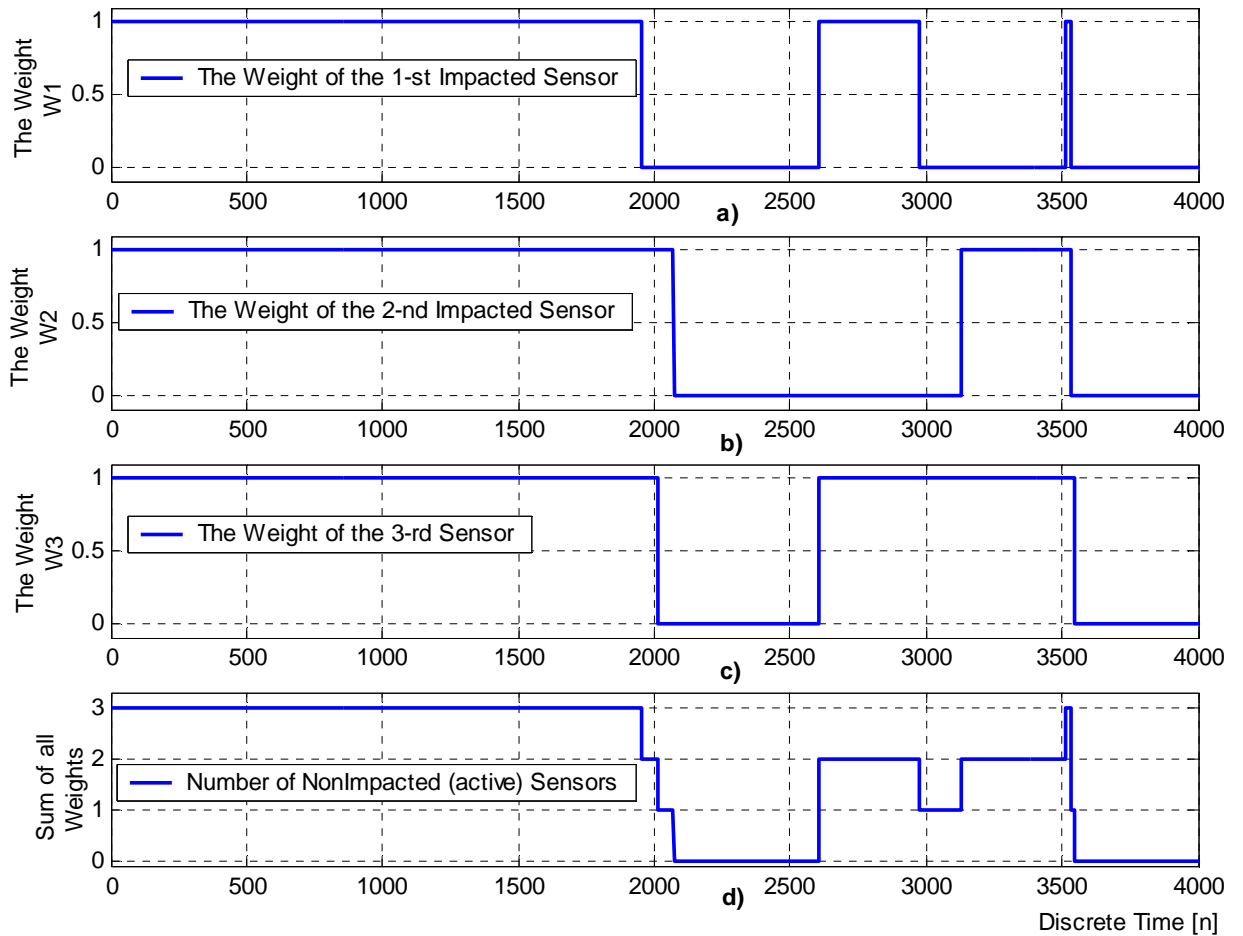 The Weight
W1
1
0.5
0
The Weight of the 1-st Impacted Sensor
0 500 1000 1500 2000 2500 3000 3500 4000
a)
The Weight
W2
1
0.5
0
The Weight of the 2-nd Impacted Sensor
0 500 1000 1500 2000 2500 3000 3500 4000
b)
The Weight
W3
1
0.5
0
The Weight of the 3-rd Sensor
0 500 1000 1500 2000 2500 3000 3500 4000
c)
Sum of all
Weights
3
2
1
0
Number of NonImpacted (active) Sensors
0 500 1000 1500 2000 2500 3000 3500 4000
d)
Discrete Time [n]